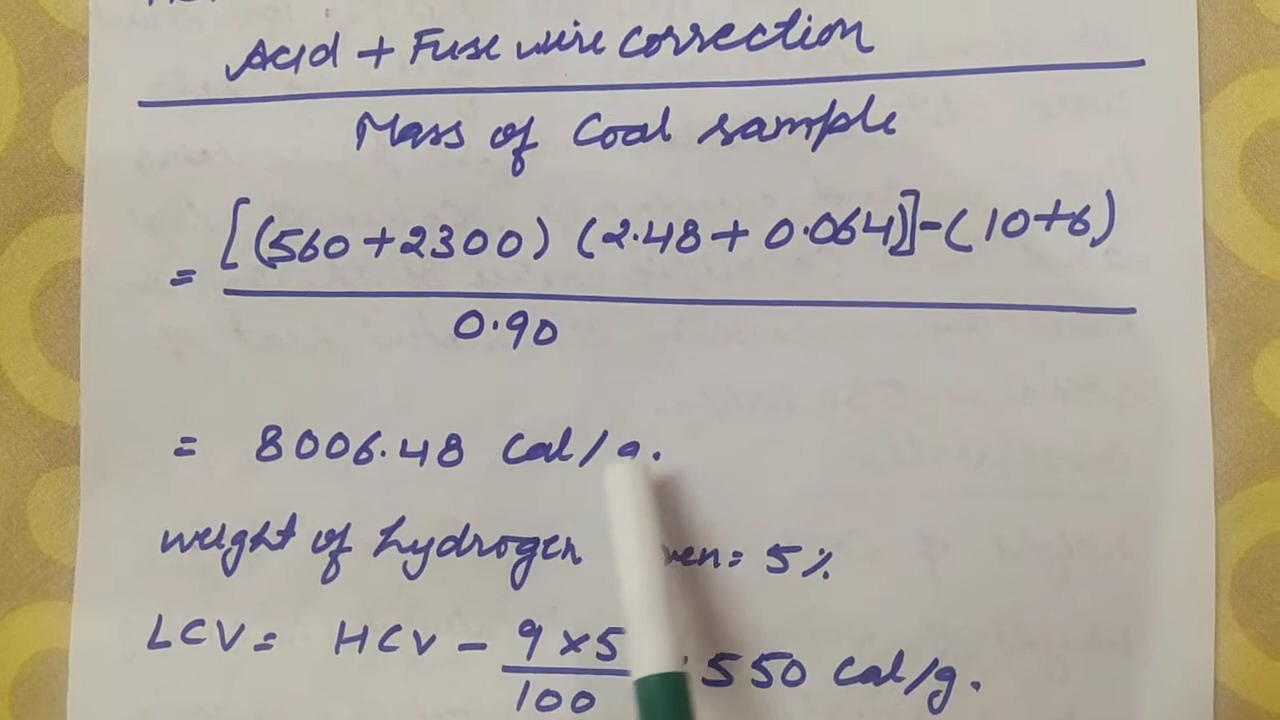 Acid + Fuse wire correction
Mass of Coal sample
= [(560+2300) (2.48+0.064)]-(10+6)
0.90
= 8006.48 Cal/g.
weight of hydrogen = 5%
LCV = HCV - 9×5
100
550 Cal/g.